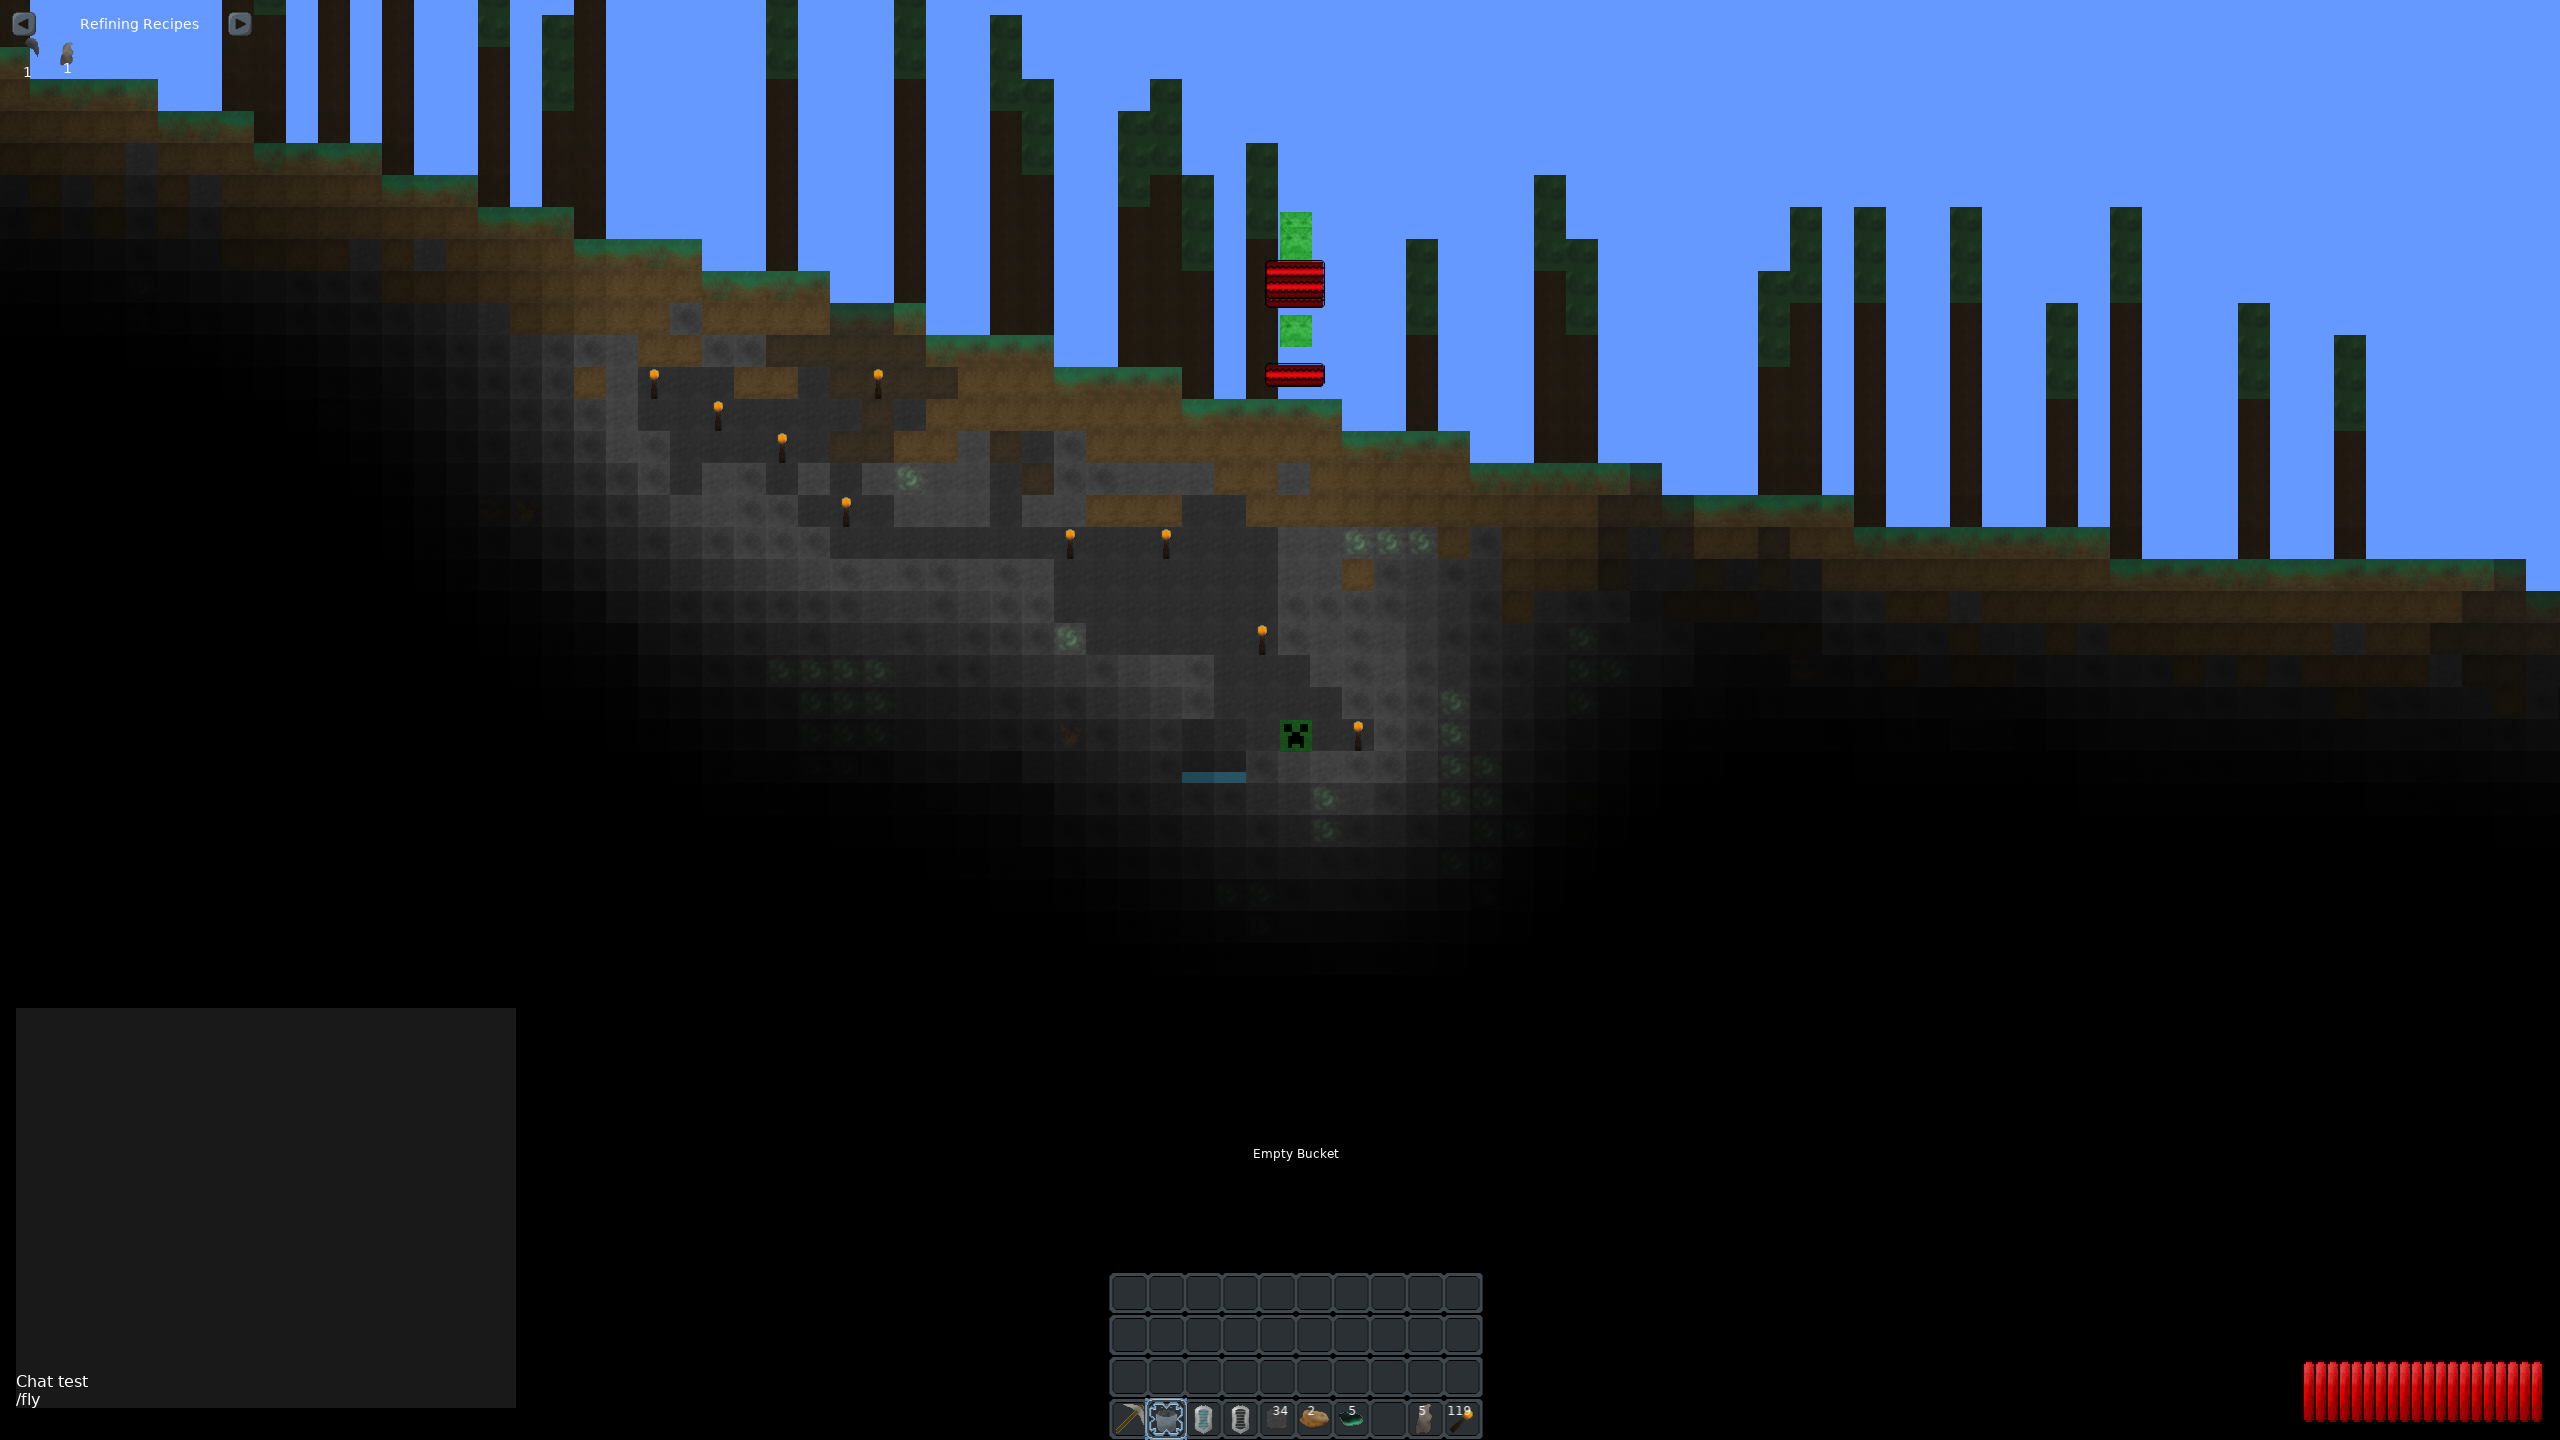 Refining Recipes
1
1
Empty Bucket
Chat test
/fly
34 2 5 5 119